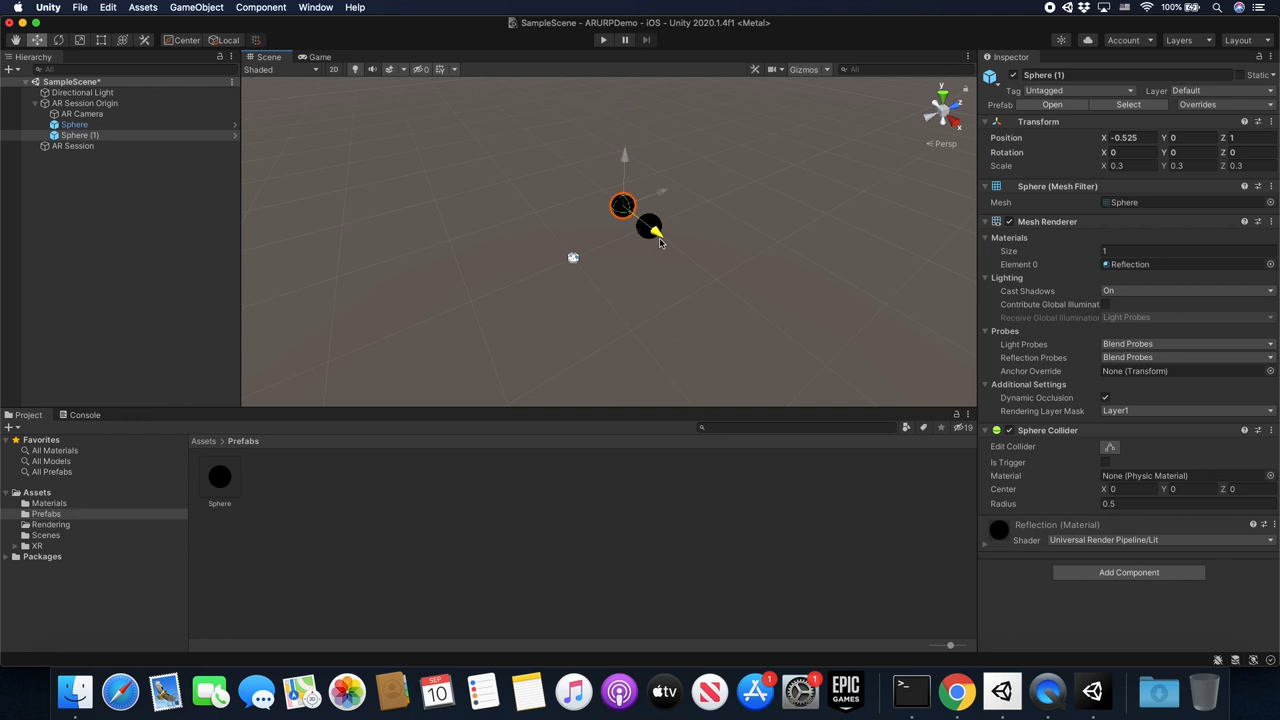 Unity File Edit Assets GameObject Component Window Help 100%
SampleScene - ARURPDemo - iOS - Unity 2020.1.4f1 <Metal>
Center Local Account Layers Layout
Hierarchy
All
SampleScene*
Directional Light
AR Session Origin
AR Camera
Sphere
Sphere (1)
AR Session
Scene Game
Shaded 2D 0 Gizmos All
y
z
x
Persp
Inspector
Sphere (1) Static
Tag Untagged Layer Default
Prefab Open Select Overrides
Transform
Position X -0.525 Y 0 Z 1
Rotation X 0 Y 0 Z 0
Scale X 0.3 Y 0.3 Z 0.3
Sphere (Mesh Filter)
Mesh Sphere
Mesh Renderer
Materials
Size 1
Element 0 Reflection
Lighting
Cast Shadows On
Contribute Global Illuminat
Receive Global Illumination Light Probes
Probes
Light Probes Blend Probes
Reflection Probes Blend Probes
Anchor Override None (Transform)
Additional Settings
Dynamic Occlusion
Rendering Layer Mask Layer1
Sphere Collider
Edit Collider
Is Trigger
Material None (Physic Material)
Center X 0 Y 0 Z 0
Radius 0.5
Reflection (Material)
Shader Universal Render Pipeline/Lit
Add Component
Project Console
19
Favorites
All Materials
All Models
All Prefabs
Assets
Materials
Prefabs
Rendering
Scenes
XR
Packages
Assets > Prefabs
Sphere
SEP
10
tv
1
1
EPIC
GAMES